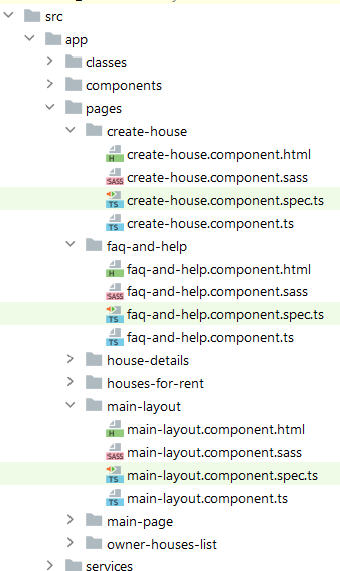 src
app
classes
components
pages
create-house
create-house.component.html
create-house.component.sass
create-house.component.spec.ts
create-house.component.ts
faq-and-help
faq-and-help.component.html
faq-and-help.component.sass
faq-and-help.component.spec.ts
faq-and-help.component.ts
house-details
houses-for-rent
main-layout
main-layout.component.html
main-layout.component.sass
main-layout.component.spec.ts
main-layout.component.ts
main-page
owner-houses-list
services